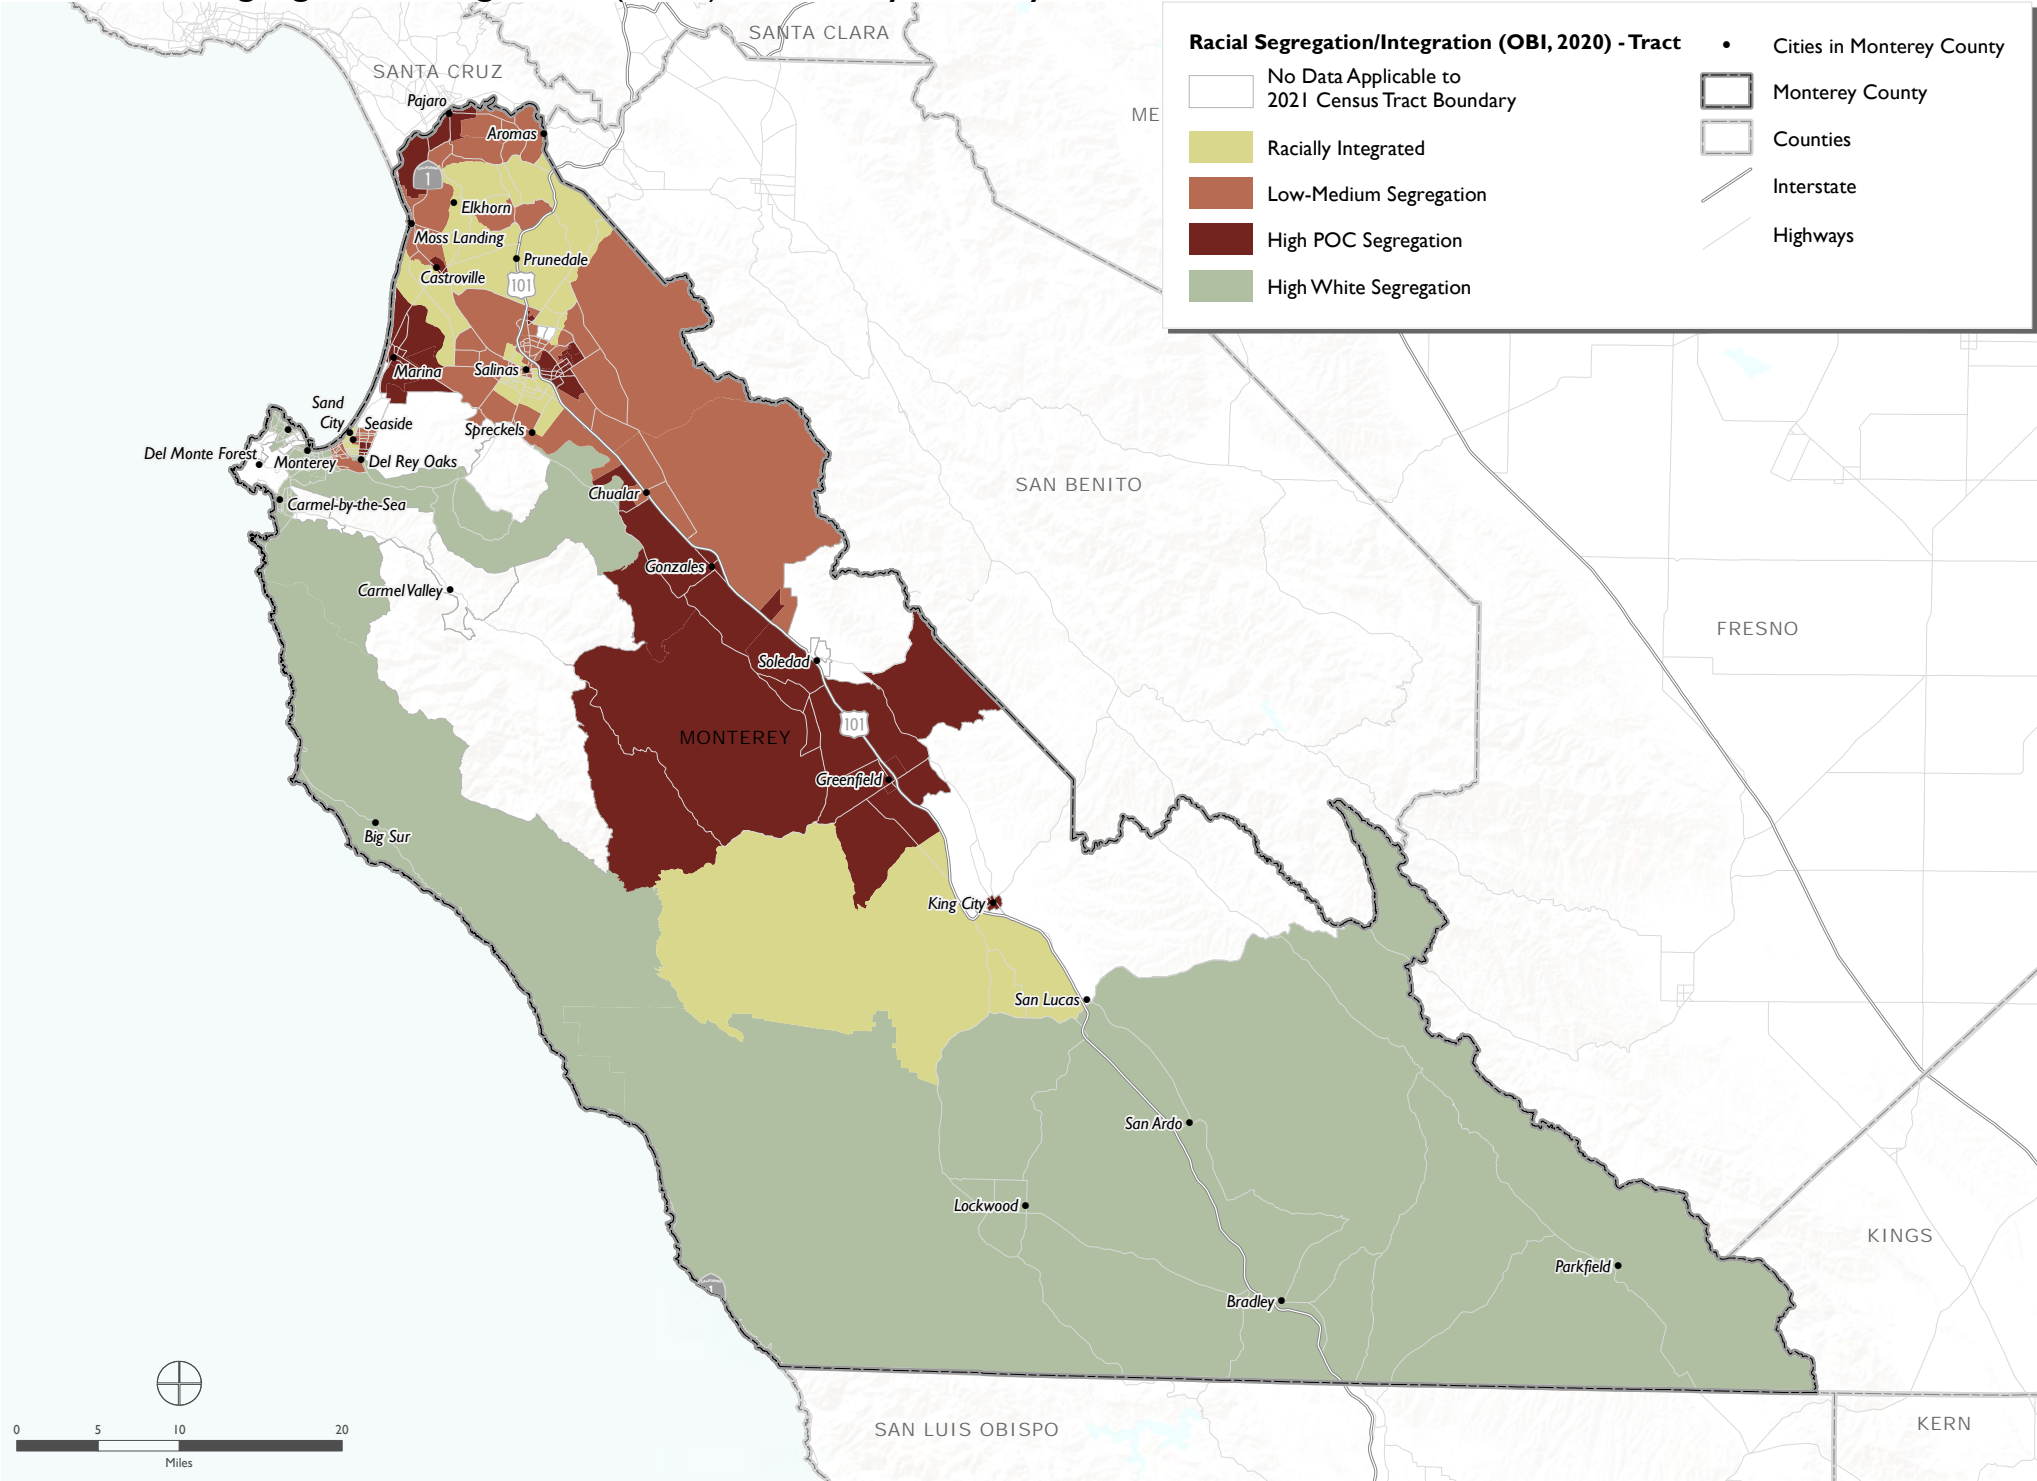 SANTA CLARA
SANTA CRUZ
ME
SAN BENITO
FRESNO
MONTEREY
KINGS
KERN
SAN LUIS OBISPO
Racial Segregation/Integration (OBI, 2020) - Tract
No Data Applicable to
2021 Census Tract Boundary
Racially Integrated
Low-Medium Segregation
High POC Segregation
High White Segregation
Cities in Monterey County
Monterey County
Counties
Interstate
Highways
Pajaro
Aromas
1
Elkhorn
Moss Landing
Prunedale
Castroville
101
Marina
Salinas
Sand
City
Seaside
Spreckels
Del Monte Forest
Monterey
Del Rey Oaks
Chualar
Carmel-by-the-Sea
Gonzales
Carmel Valley
Soledad
101
Greenfield
Big Sur
King City
San Lucas
San Ardo
Lockwood
Parkfield
Bradley
1
0 5 10 20
Miles